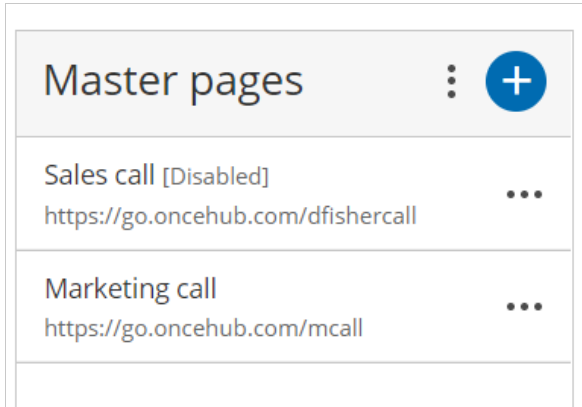 Master pages
Sales call [Disabled]
https://go.oncehub.com/dfishercall
Marketing call
https://go.oncehub.com/mcall